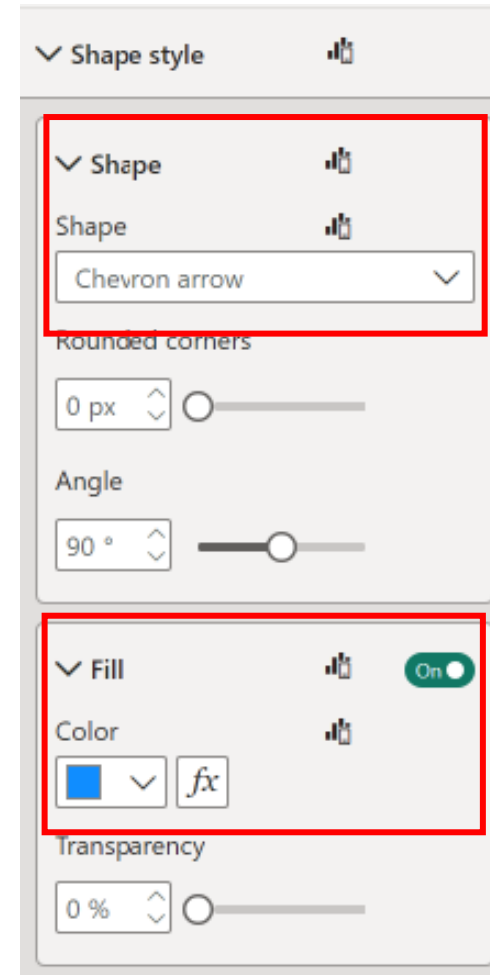 Shape style
Shape
Shape
Chevron arrow
Rounded corners
0 px
Angle
90 °
Fill
On
Color
fx
Transparency
0 %